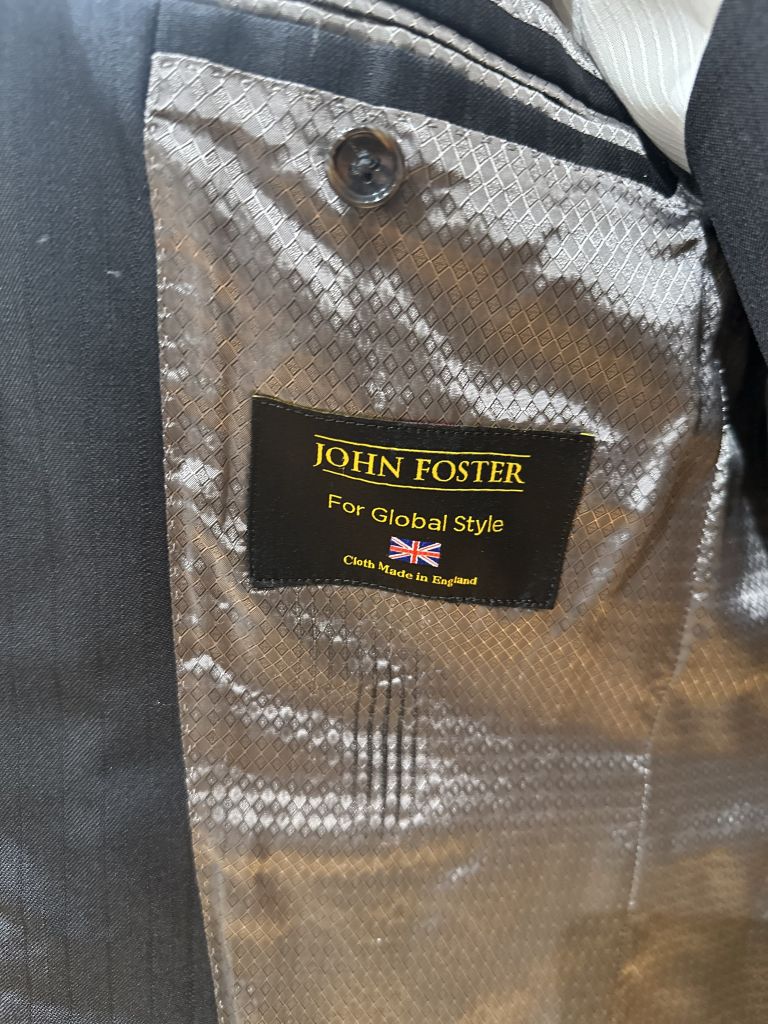 JOHN FOSTER
For Global Style
Cloth Made in England